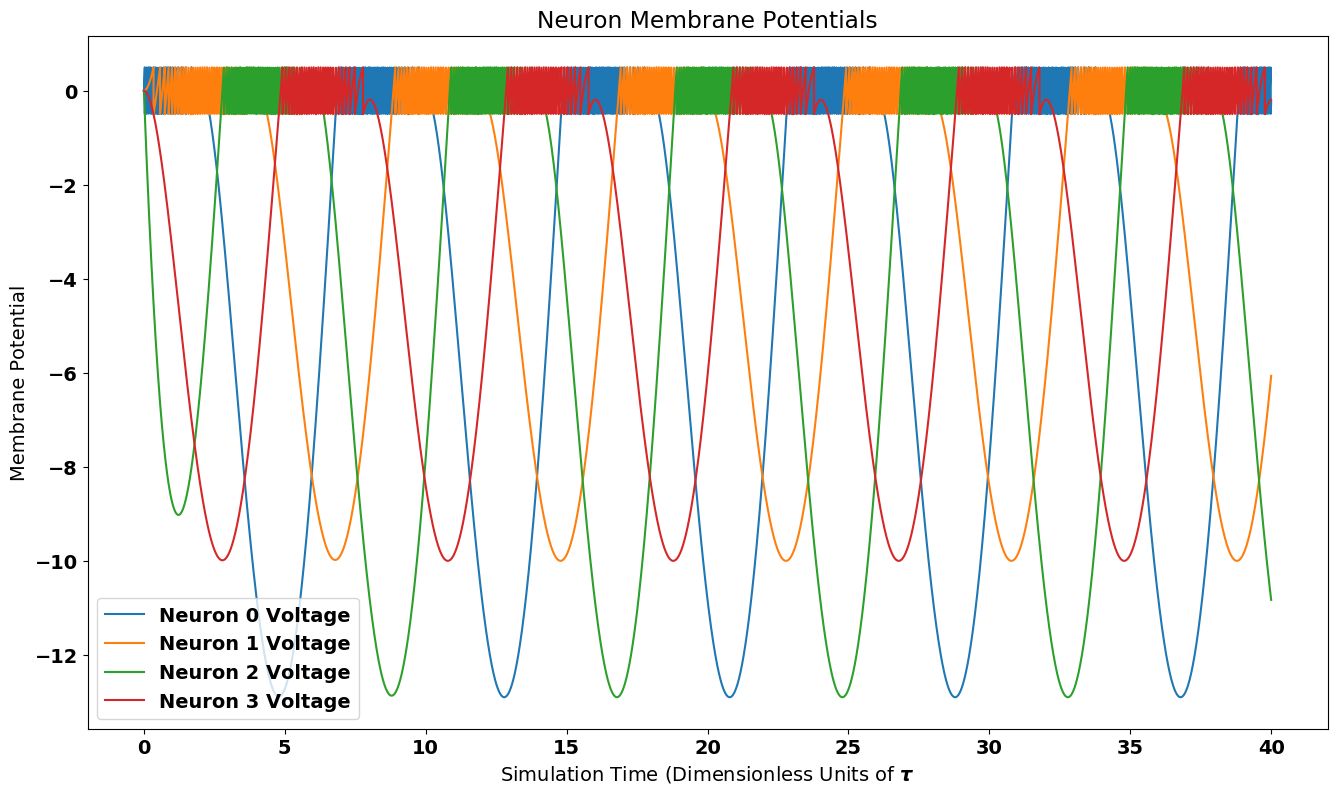 Neuron Membrane Potentials
Membrane Potential
0
−2
−4
−6
−8
−10
−12
Neuron 0 Voltage
Neuron 1 Voltage
Neuron 2 Voltage
Neuron 3 Voltage
0 5 10 15 20 25 30 35 40
Simulation Time (Dimensionless Units of τ